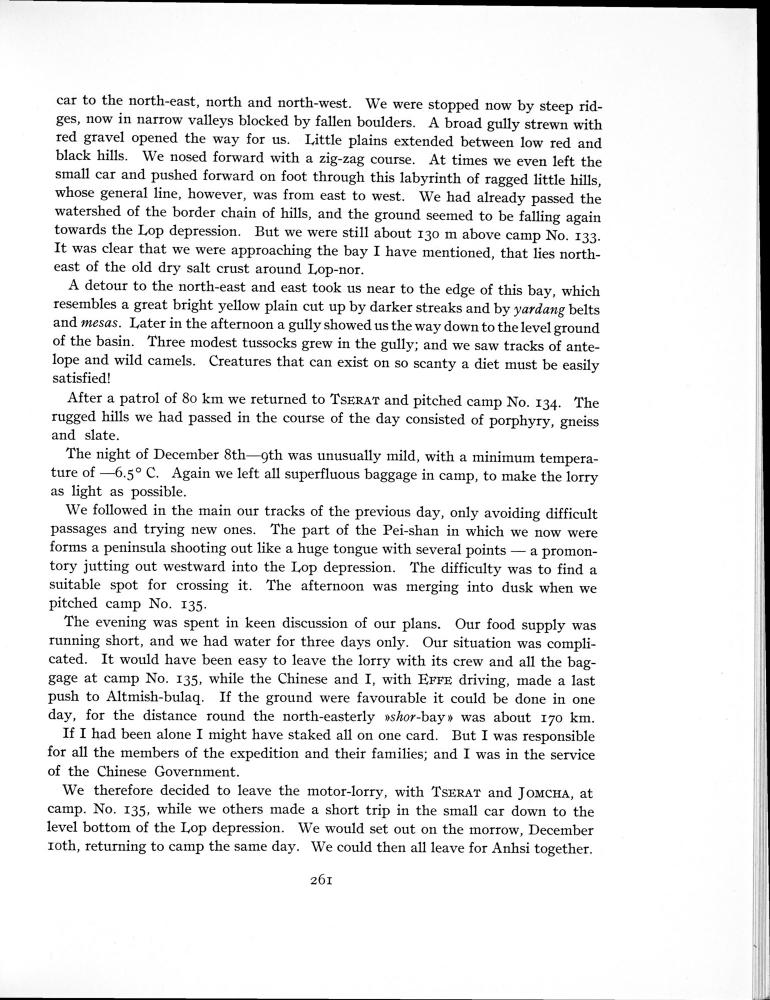 car to the north-east, north and north-west. We were stopped now by steep rid-
ges, now in narrow valleys blocked by fallen boulders. A broad gully strewn with
red gravel opened the way for us. Little plains extended between low red and
black hills. We nosed forward with a zig-zag course. At times we even left the
small car and pushed forward on foot through this labyrinth of ragged little hills,
whose general line, however, was from east to west. We had already passed the
watershed of the border chain of hills, and the ground seemed to be falling again
towards the Lop depression. But we were still about 130 m above camp No. 133.
It was clear that we were approaching the bay I have mentioned, that lies north-
east of the old dry salt crust around Lop-nor.
A detour to the north-east and east took us near to the edge of this bay, which
resembles a great bright yellow plain cut up by darker streaks and by yardang belts
and mesas. Later in the afternoon a gully showed us the way down to the level ground
of the basin. Three modest tussocks grew in the gully; and we saw tracks of ante-
lope and wild camels. Creatures that can exist on so scanty a diet must be easily
satisfied!
After a patrol of 80 km we returned to TSERAT and pitched camp No. 134. The
rugged hills we had passed in the course of the day consisted of porphyry, gneiss
and slate.
The night of December 8th—9th was unusually mild, with a minimum tempera-
ture of —6.5° C. Again we left all superfluous baggage in camp, to make the lorry
as light as possible.
We followed in the main our tracks of the previous day, only avoiding difficult
passages and trying new ones. The part of the Pei-shan in which we now were
forms a peninsula shooting out like a huge tongue with several points — a promon-
tory jutting out westward into the Lop depression. The difficulty was to find a
suitable spot for crossing it. The afternoon was merging into dusk when we
pitched camp No. 135.
The evening was spent in keen discussion of our plans. Our food supply was
running short, and we had water for three days only. Our situation was compli-
cated. It would have been easy to leave the lorry with its crew and all the bag-
gage at camp No. 135, while the Chinese and I, with EFFE driving, made a last
push to Altmish-bulaq. If the ground were favourable it could be done in one
day, for the distance round the north-easterly »shor-bay» was about 170 km.
If I had been alone I might have staked all on one card. But I was responsible
for all the members of the expedition and their families; and I was in the service
of the Chinese Government.
We therefore decided to leave the motor-lorry, with TSERAT and JOMCHA, at
camp. No. 135, while we others made a short trip in the small car down to the
level bottom of the Lop depression. We would set out on the morrow, December
10th, returning to camp the same day. We could then all leave for Anhsi together.
261